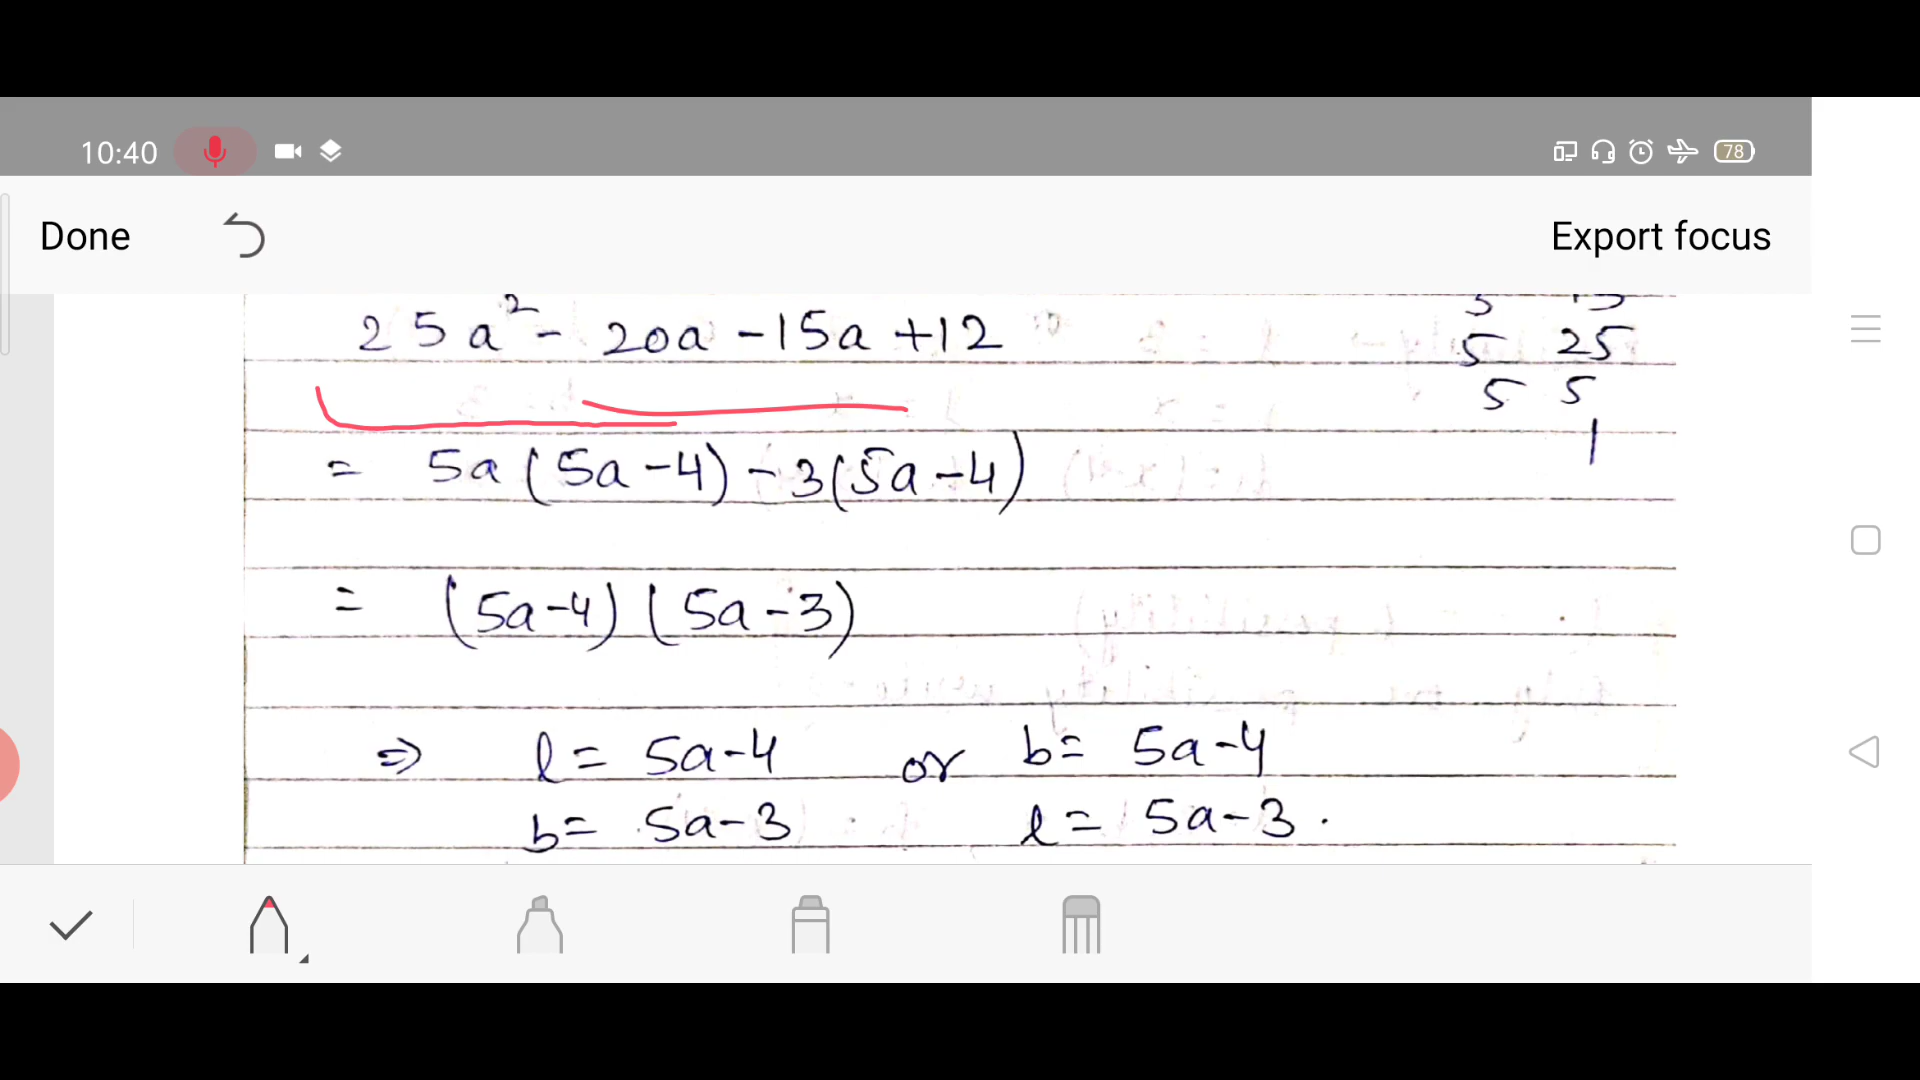 10:40 78
Done Export focus
25a² - 20a - 15a + 12
5 25
5 5
1
= 5a (5a - 4) - 3(5a - 4)
= (5a - 4) (5a - 3)
⇒ l = 5a - 4 or b = 5a - 4
b = 5a - 3 l = 5a - 3 .